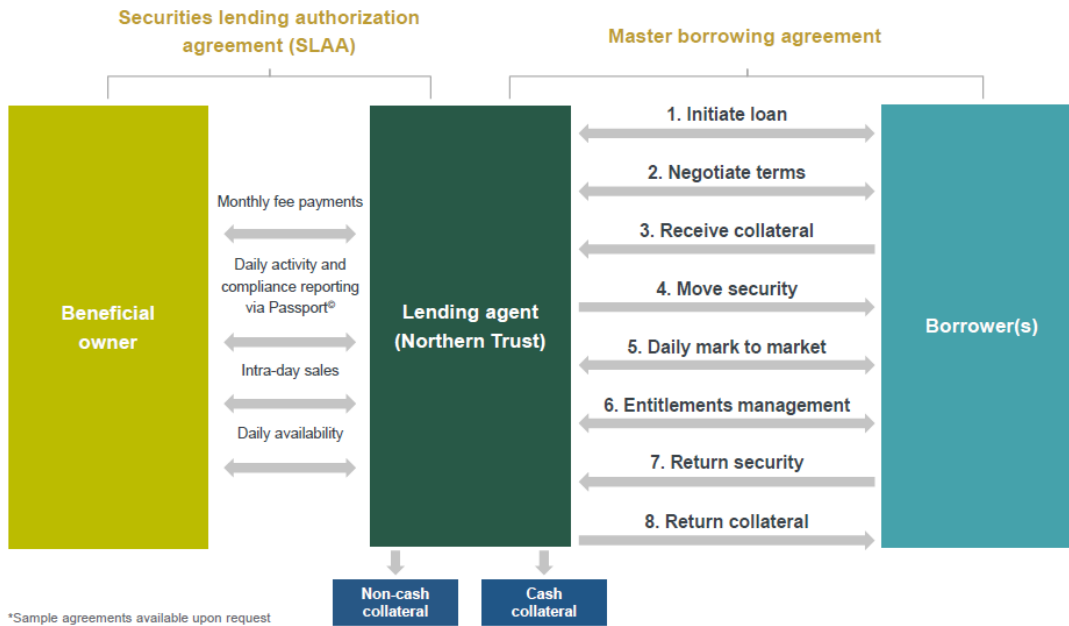 Securities lending authorization
agreement (SLAA)
Master borrowing agreement
Beneficial
owner
Monthly fee payments
Daily activity and
compliance reporting
via Passport©
Intra-day sales
Daily availability
Lending agent
(Northern Trust)
1. Initiate loan
2. Negotiate terms
3. Receive collateral
4. Move security
5. Daily mark to market
6. Entitlements management
7. Return security
8. Return collateral
Borrower(s)
Non-cash
collateral
Cash
collateral
*Sample agreements available upon request